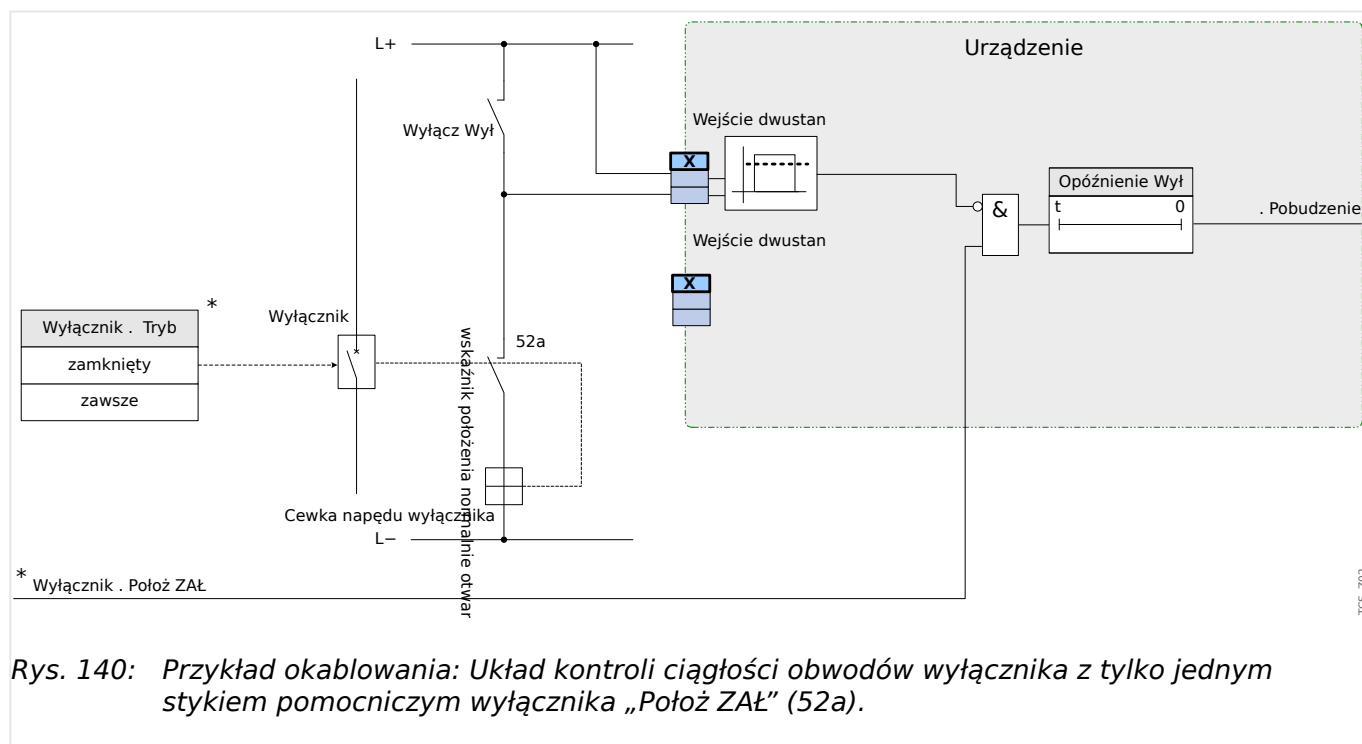 L+
Urządzenie
Wyłącz Wył
Wejście dwustan
X
&
Opóźnienie Wył
t 0
. Pobudzenie
Wejście dwustan
X
*
Wyłącznik . Tryb
zamknięty
zawsze
Wyłącznik
52a
wskaźnik położenia normalnie otwar
Cewka napędu wyłącznika
L−
* Wyłącznik . Położ ZAŁ
Rys. 140: Przykład okablowania: Układ kontroli ciągłości obwodów wyłącznika z tylko jednym
stykiem pomocniczym wyłącznika „Położ ZAŁ” (52a).